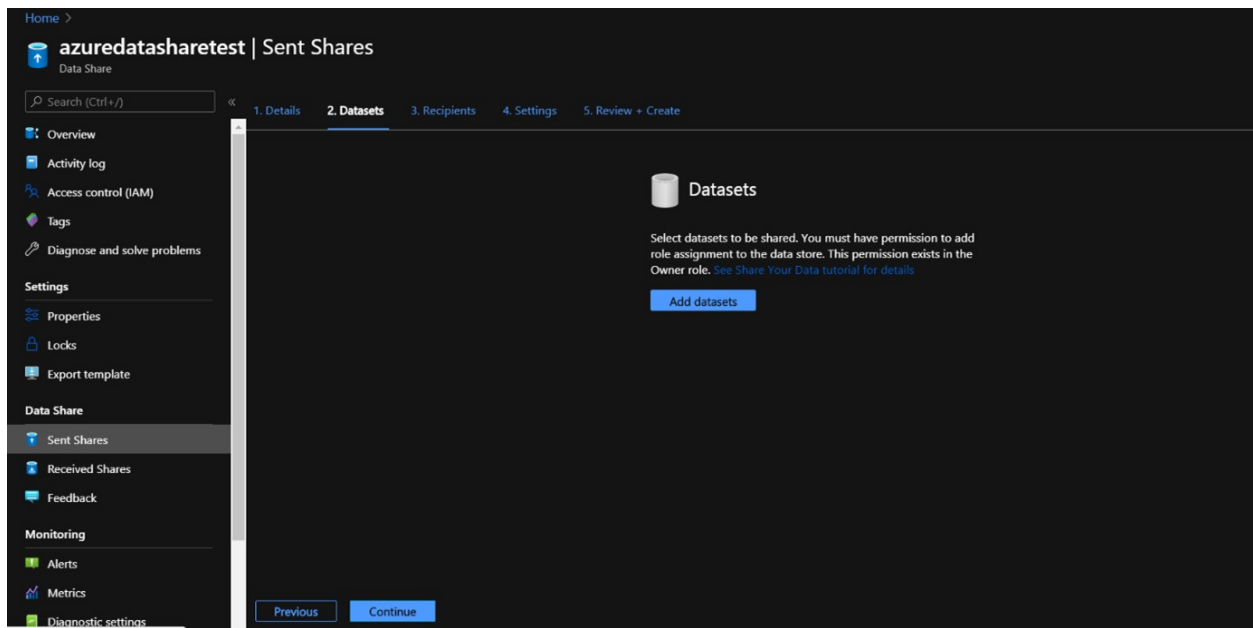 Home >
azuredatasharetest | Sent Shares
Data Share
Search (Ctrl+/)
«
1. Details 2. Datasets 3. Recipients 4. Settings 5. Review + Create
Overview
Activity log
Access control (IAM)
Tags
Diagnose and solve problems
Settings
Properties
Locks
Export template
Data Share
Sent Shares
Received Shares
Feedback
Monitoring
Alerts
Metrics
Diagnostic settings
Datasets
Select datasets to be shared. You must have permission to add
role assignment to the data store. This permission exists in the
Owner role. See Share Your Data tutorial for details
Add datasets
Previous Continue